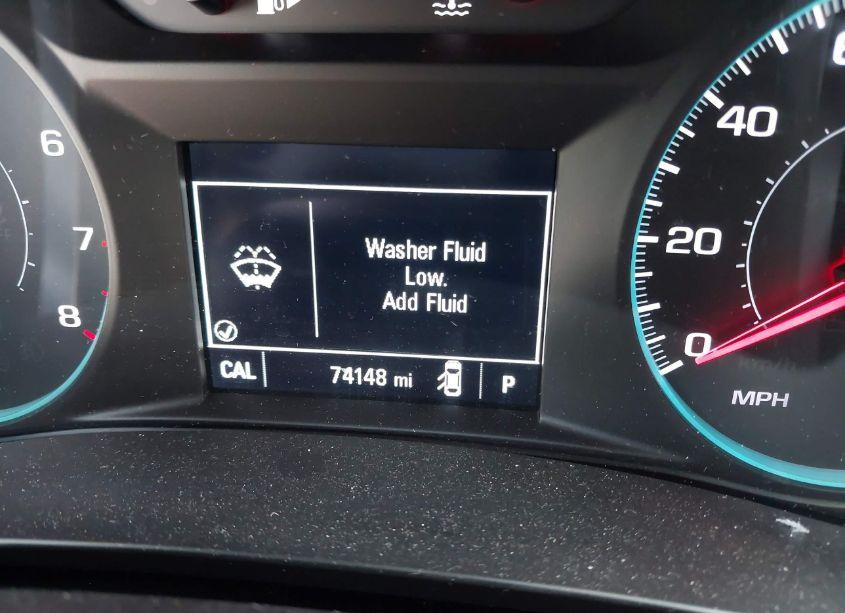 6
7
8
Washer Fluid
Low.
Add Fluid
CAL 74148 mi P
40
20
0
MPH